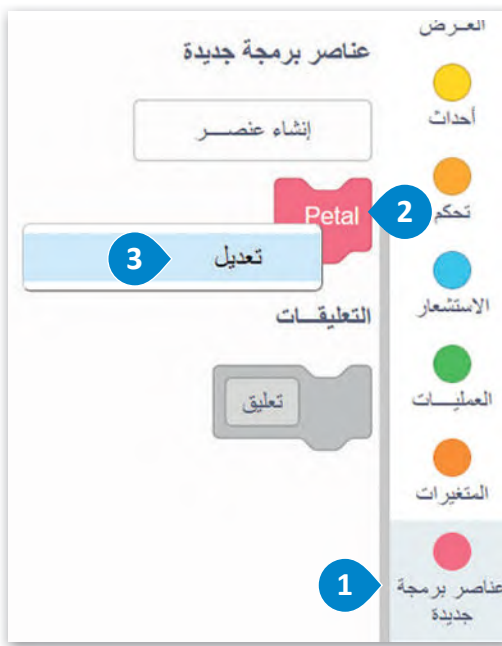 العرض
أحداث
تحكم
الاستشعار
العمليات
المتغيرات
عناصر برمجة
جديدة
1
عناصر برمجة جديدة
إنشاء عنصر
Petal
2
تعديل
3
التعليقات
تعليق